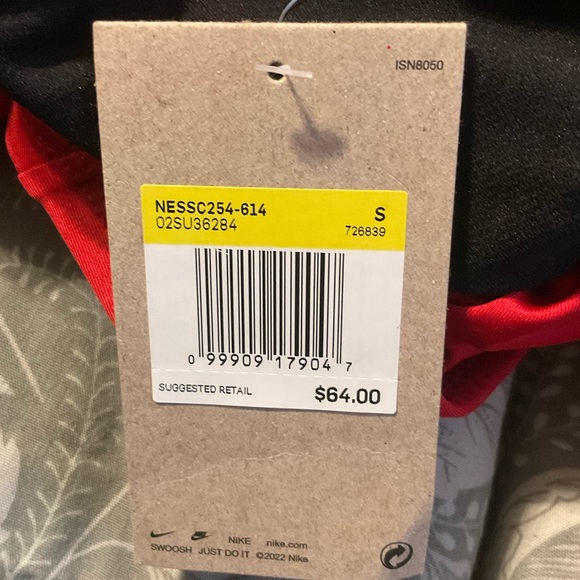 ISN8050
NESSC254-614 S
02SU36284 726839
0 99909 17904 7
SUGGESTED RETAIL $64.00
NIKE nike.com
SWOOSH JUST DO IT ©2022 Nike